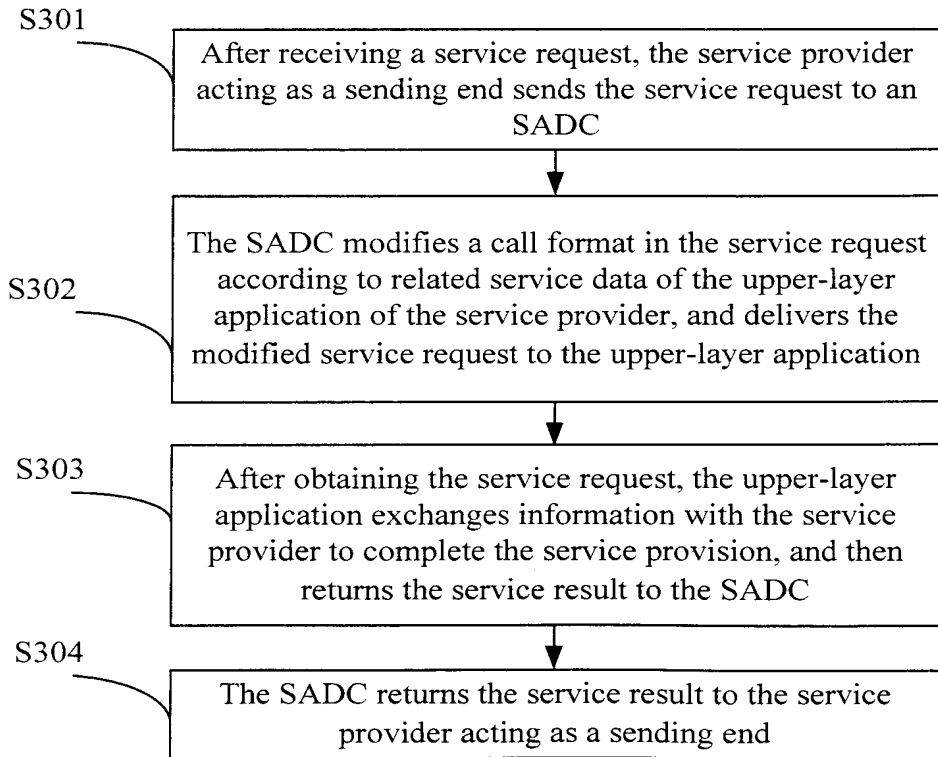 S301
After receiving a service request, the service provider
acting as a sending end sends the service request to an
SADC
S302
The SADC modifies a call format in the service request
according to related service data of the upper-layer
application of the service provider, and delivers the
modified service request to the upper-layer application
S303
After obtaining the service request, the upper-layer
application exchanges information with the service
provider to complete the service provision, and then
returns the service result to the SADC
S304
The SADC returns the service result to the service
provider acting as a sending end